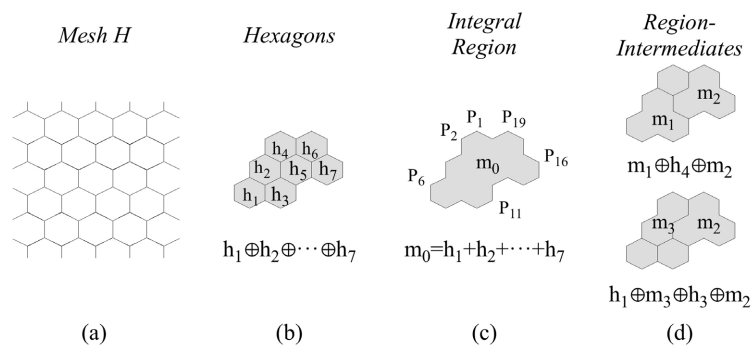 Mesh H
Hexagons
Integral
Region
Region-
Intermediates
h₁
h₂
h₃
h₄
h₅
h₆
h₇
h₁⊕h₂⊕⋯⊕h₇
P₁
P₁₉
P₂
P₁₆
P₆
P₁₁
m₀
m₀=h₁+h₂+⋯+h₇
m₂
m₁
m₁⊕h₄⊕m₂
m₃
m₂
h₁⊕m₃⊕h₃⊕m₂
(a)
(b)
(c)
(d)